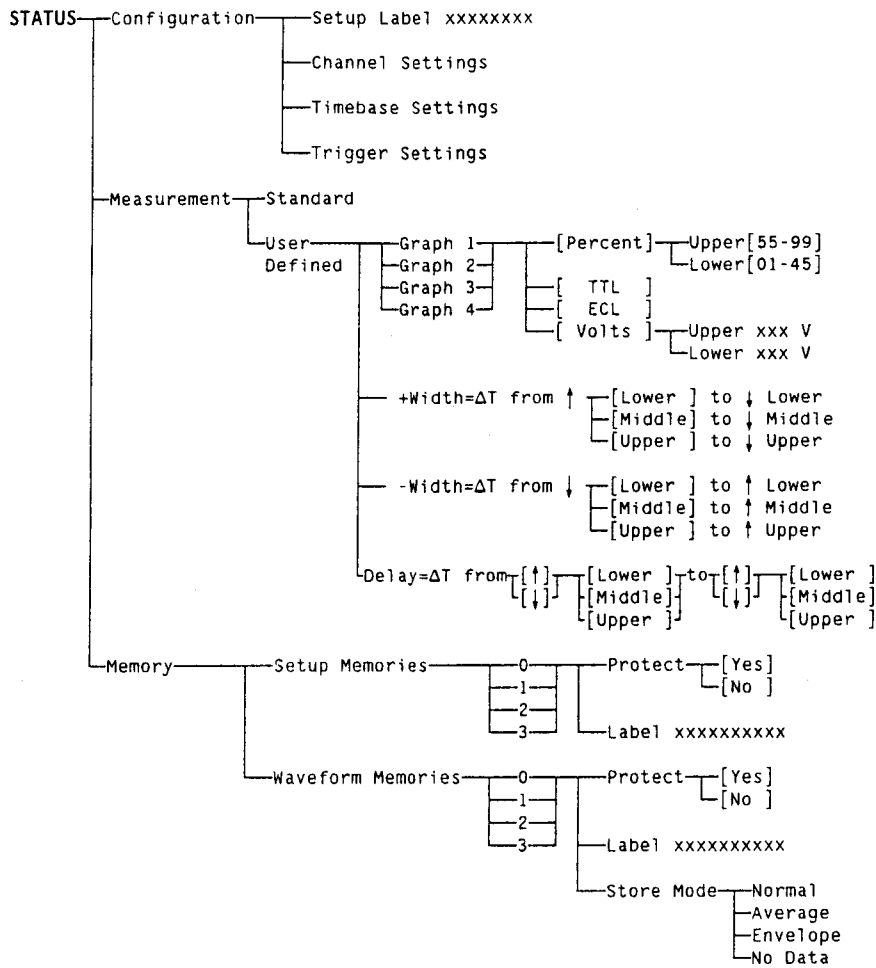 STATUS Configuration Setup Label xxxxxxxx
Channel Settings
Timebase Settings
Trigger Settings
Measurement Standard
User Defined
Graph 1
Graph 2
Graph 3
Graph 4
[Percent] Upper[55-99]
Lower[01-45]
[ TTL ]
[ ECL ]
[ Volts ] Upper xxx V
Lower xxx V
+Width=ΔT from ↑ [Lower ] to ↓ Lower
[Middle] to ↓ Middle
[Upper ] to ↓ Upper
-Width=ΔT from ↓ [Lower ] to ↑ Lower
[Middle] to ↑ Middle
[Upper ] to ↑ Upper
Delay=ΔT from [↑] [Lower ] to [↑] [Lower ]
[↓] [Middle] [↓] [Middle]
[Upper ] [Upper ]
Memory Setup Memories 0 Protect [Yes]
1 [No ]
2
3 Label xxxxxxxxxx
Waveform Memories 0 Protect [Yes]
1 [No ]
2
3 Label xxxxxxxxxx
Store Mode Normal
Average
Envelope
No Data